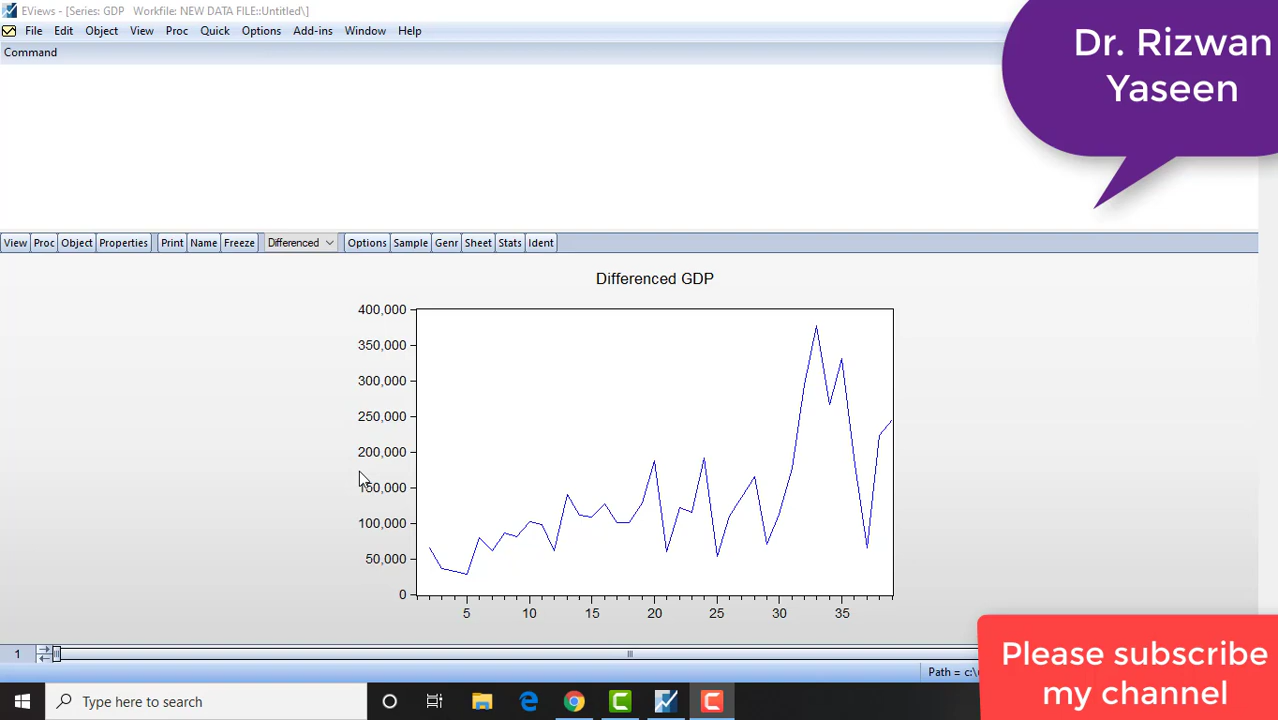 EViews - [Series: GDP   Workfile: NEW DATA FILE::Untitled\]
File Edit Object View Proc Quick Options Add-ins Window Help
Command
Dr. Rizwan
Yaseen
View Proc Object Properties Print Name Freeze Differenced Options Sample Genr Sheet Stats Ident
Differenced GDP
400,000
350,000
300,000
250,000
200,000
150,000
100,000
50,000
0
5 10 15 20 25 30 35
1
Path = c:\
Please subscribe
my channel
Type here to search